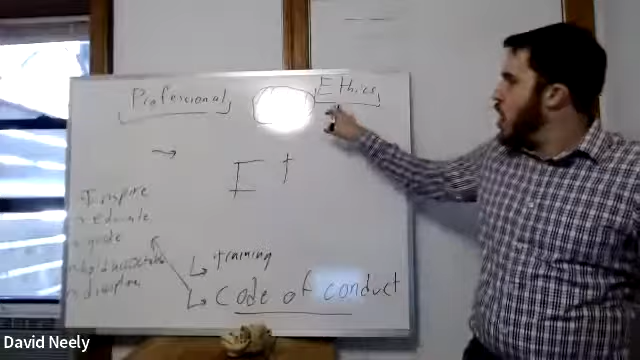 Professional Ethics
→ I t
Inspire
educate
guide
hold accountable
discipline
↳ training
↳ Code of conduct
David Neely